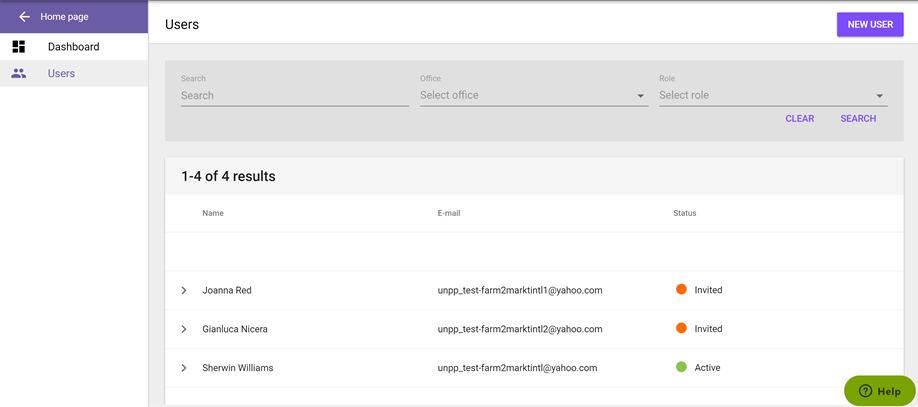 Home page
Users
NEW USER
Dashboard
Users
Search
Office
Role
Search
Select office
Select role
CLEAR
SEARCH
1-4 of 4 results
Name
E-mail
Status
Joanna Red
unpp_test-farm2marktintl1@yahoo.com
Invited
Gianluca Nicera
unpp_test-farm2marktintl2@yahoo.com
Invited
Sherwin Williams
unpp_test-farm2marktintl@yahoo.com
Active
Help